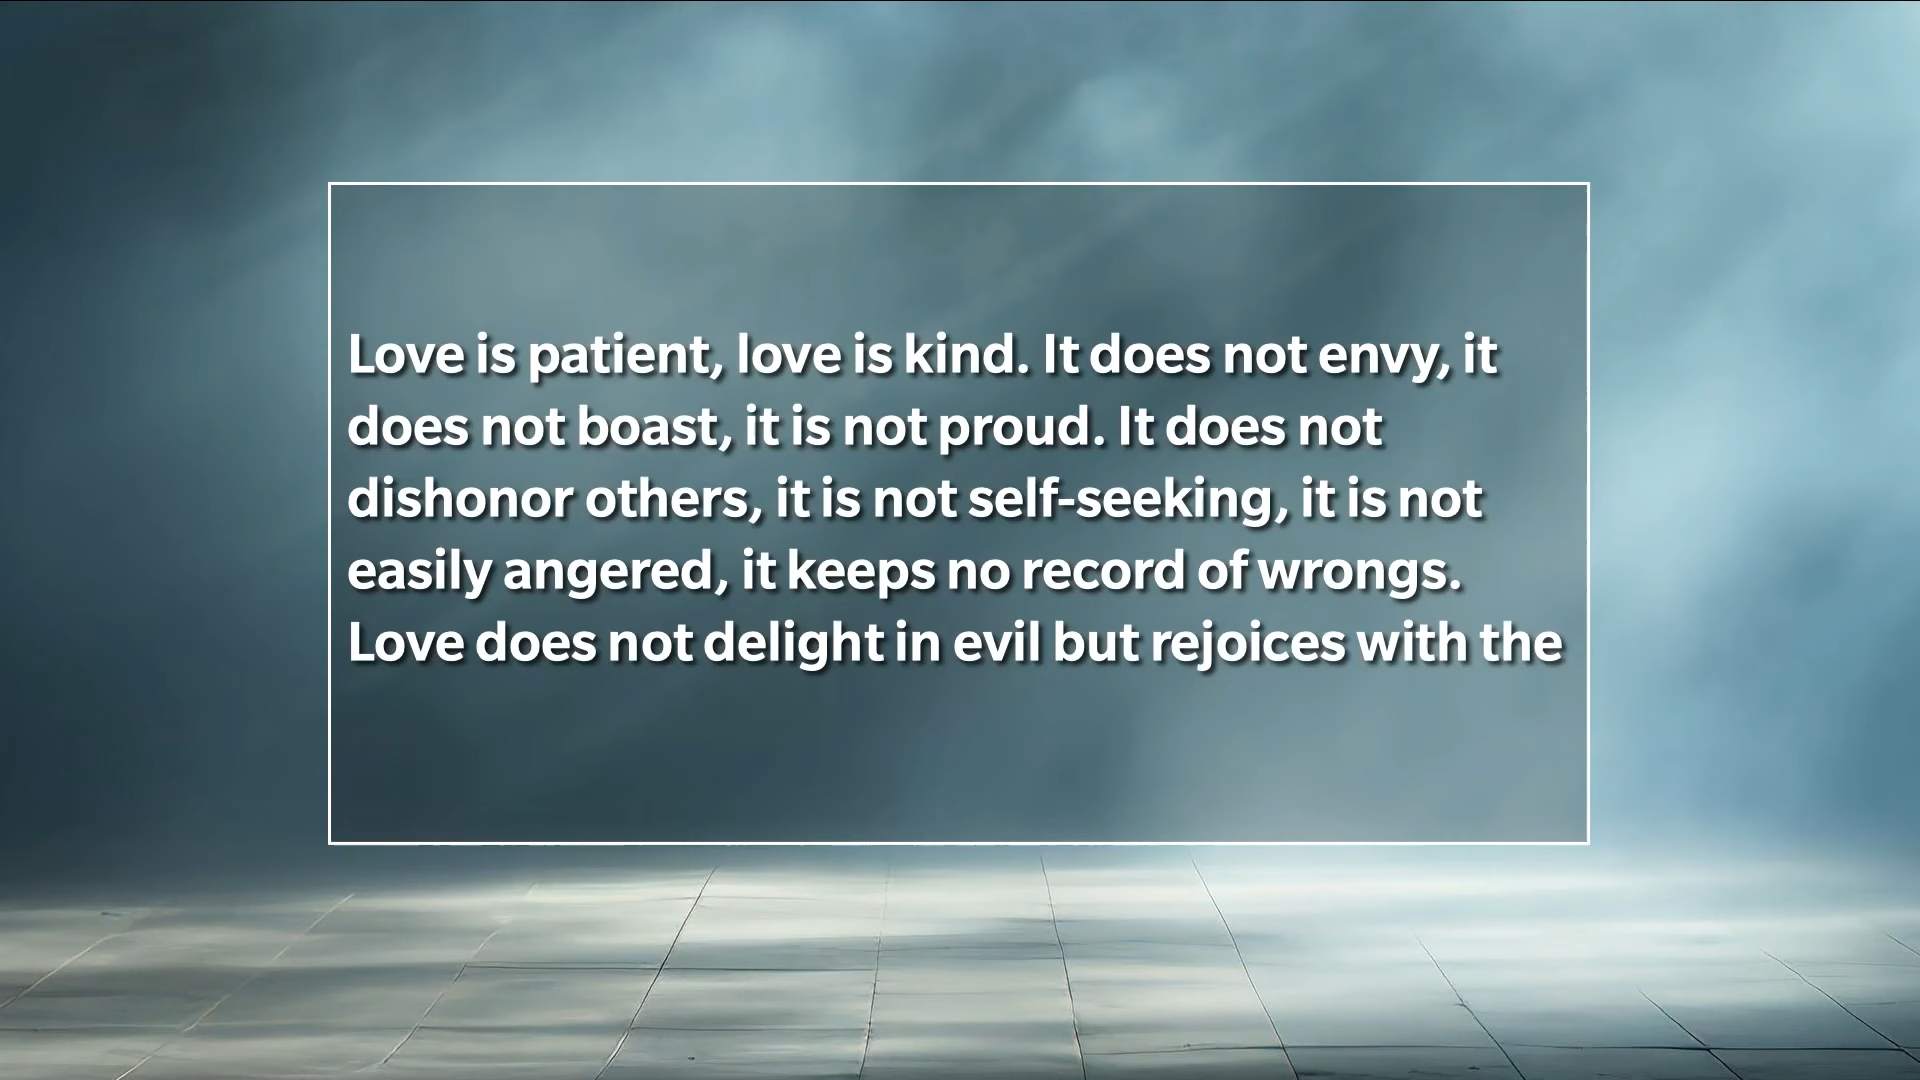 Love is patient, love is kind. It does not envy, it
does not boast, it is not proud. It does not
dishonor others, it is not self-seeking, it is not
easily angered, it keeps no record of wrongs.
Love does not delight in evil but rejoices with the